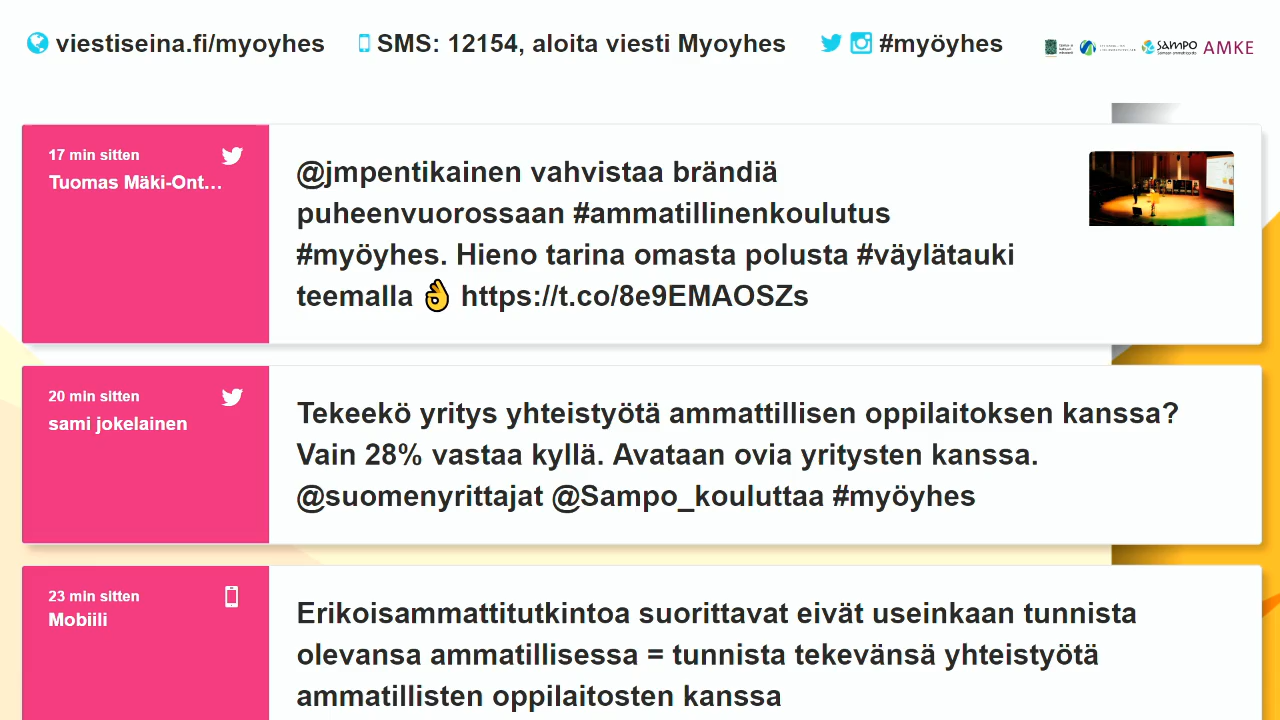 viestiseina.fi/myoyhes
SMS: 12154, aloita viesti Myoyhes
#myöyhes
SAMPO
AMKE
17 min sitten
Tuomas Mäki-Ont...
@jmpentikainen vahvistaa brändiä
puheenvuorossaan #ammatillinenkoulutus
#myöyhes. Hieno tarina omasta polusta #väylätauki
teemalla 👌 https://t.co/8e9EMAOSZs
20 min sitten
sami jokelainen
Tekeekö yritys yhteistyötä ammattillisen oppilaitoksen kanssa?
Vain 28% vastaa kyllä. Avataan ovia yritysten kanssa.
@suomenyrittajat @Sampo_kouluttaa #myöyhes
23 min sitten
Mobiili
Erikoisammattitutkintoa suorittavat eivät useinkaan tunnista
olevansa ammatillisessa = tunnista tekevänsä yhteistyötä
ammatillisten oppilaitosten kanssa